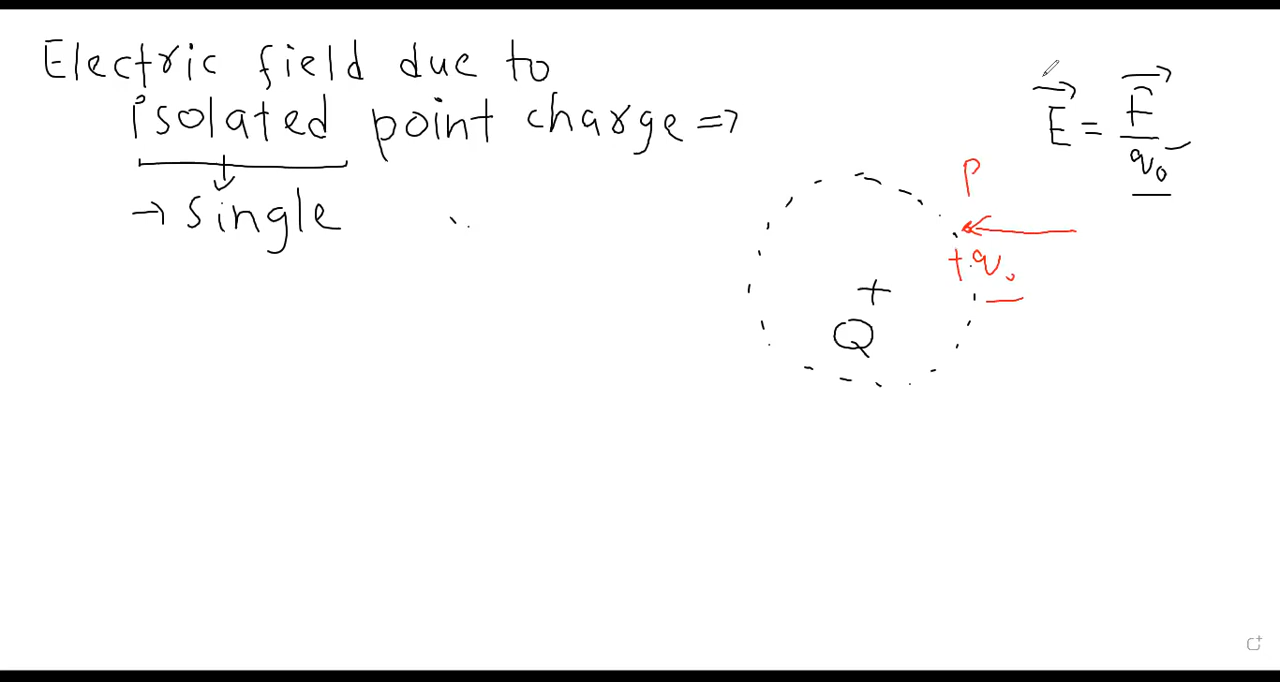 Electric field due to
isolated point charge ⇒
→ single
E⃗ = F⃗ / q₀
P
+q₀
+
Q